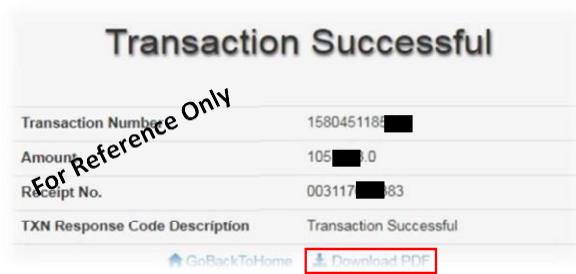 Transaction Successful
For Reference Only
Transaction Number 1580451185
Amount 105 .0
Receipt No. 003117 383
TXN Response Code Description Transaction Successful
GoBackToHome Download PDF